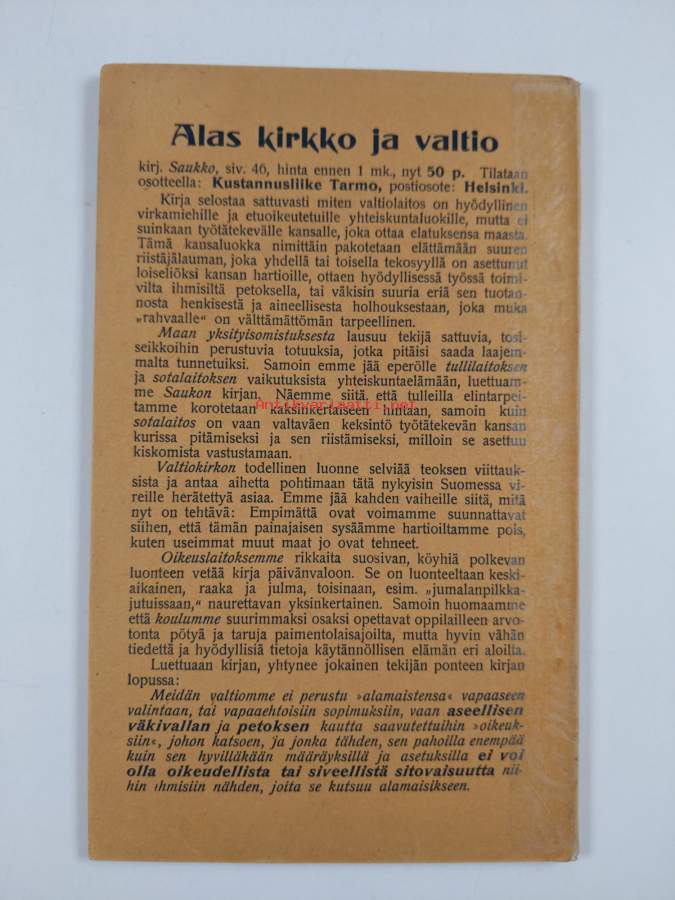 Alas kirkko ja valtio
kirj. Saukko, siv. 46, hinta ennen 1 mk., nyt 50 p. Tilataan
osotteella: Kustannusliike Tarmo, postiosote: Helsinki.
Kirja selostaa sattuvasti miten valtiolaitos on hyödyllinen
virkamiehille ja etuoikeutetuille yhteiskuntaluokille, mutta ei
suinkaan työtätekevälle kansalle, joka ottaa elatuksensa maasta.
Tämä kansaluokka nimittäin pakotetaan elättämään suuren
riistäjälauman, joka yhdellä tai toisella tekosyyllä on asettunut
loiseliöksi kansan hartioille, ottaen hyödyllisessä työssä toimi-
vilta ihmisiltä petoksella, tai väkisin suuria eriä sen tuotan-
nosta henkisestä ja aineellisesta holhouksestaan, joka muka
„rahvaalle“ on välttämättömän tarpeellinen.
Maan yksityisomistuksesta lausuu tekijä sattuvia, tosi-
seikkoihin perustuvia totuuksia, jotka pitäisi saada laajem-
malta tunnetuiksi. Samoin emme jää eperölle tullilaitoksen
ja sotalaitoksen vaikutuksista yhteiskuntaelämään, luettuam-
me Saukon kirjan. Näemme siitä, että tulleilla elintarpei-
tamme korotetaan kaksinkertaiseen hintaan, samoin kuin
Antikvariaatti.net
sotalaitos on vaan valtaväen keksintö työtätekevän kansan
kurissa pitämiseksi ja sen riistämiseksi, milloin se asettuu
kiskomista vastustamaan.
Valtiokirkon todellinen luonne selviää teoksen viittauk-
sista ja antaa aihetta pohtimaan tätä nykyisin Suomessa vi-
reille herätettyä asiaa. Emme jää kahden vaiheille siitä, mitä
nyt on tehtävä: Empimättä ovat voimamme suunnattavat
siihen, että tämän painajaisen sysäämme hartioiltamme pois,
kuten useimmat muut maat jo ovat tehneet.
Oikeuslaitoksemme rikkaita suosivan, köyhiä polkevan
luonteen vetää kirja päivänvaloon. Se on luonteeltaan keski-
aikainen, raaka ja julma, toisinaan, esim. „jumalanpilkka-
jutuissaan,“ naurettavan yksinkertainen. Samoin huomaamme
että koulumme suurimmaksi osaksi opettavat oppilailleen arvo-
tonta pötyä ja taruja paimentolaisajoilta, mutta hyvin vähän
tiedettä ja hyödyllisiä tietoja käytännöllisen elämän eri aloilta.
Luettuaan kirjan, yhtynee jokainen tekijän ponteen kirjan
lopussa:
Meidän valtiomme ei perustu »alamaistensa« vapaaseen
valintaan, tai vapaaehtoisiin sopimuksiin, vaan aseellisen
väkivallan ja petoksen kautta saavutettuihin »oikeuk-
siin«, johon katsoen, ja jonka tähden, sen pahoilla enempää
kuin sen hyvilläkään määräyksillä ja asetuksilla ei voi
olla oikeudellista tai siveellistä sitovaisuutta nii-
hin ihmisiin nähden, joita se kutsuu alamaisikseen.